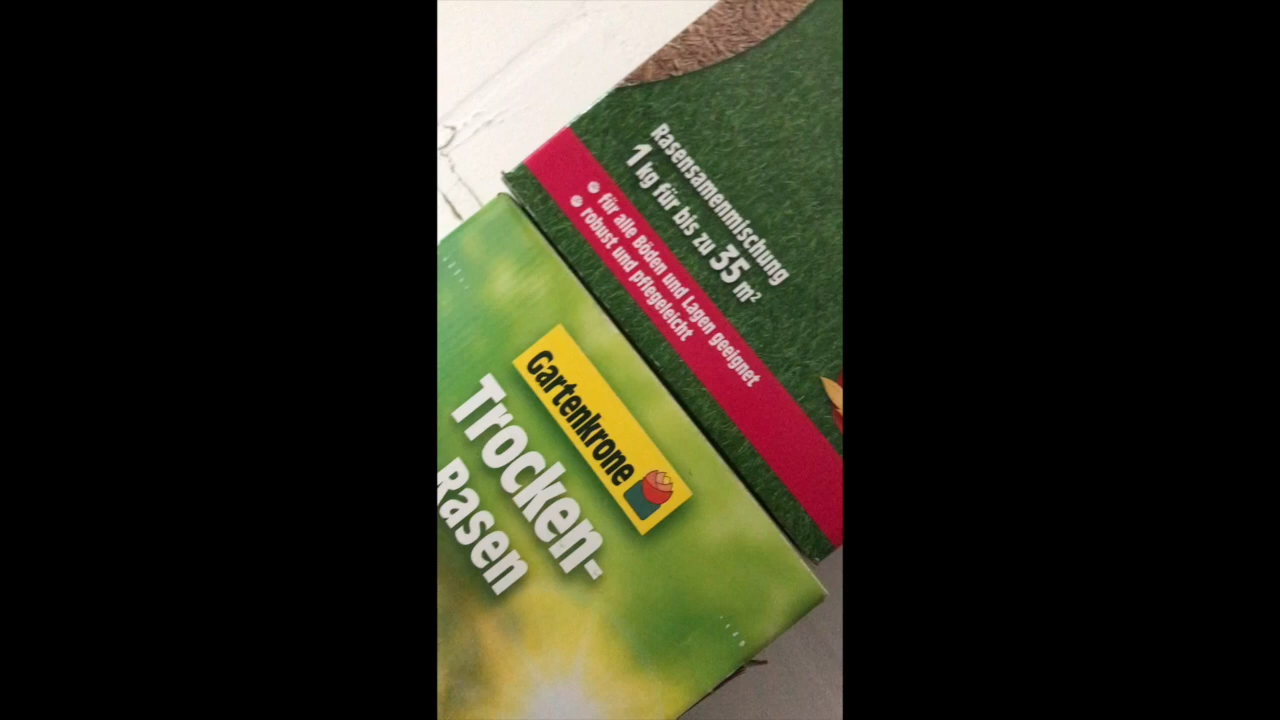 Rasensamenmischung
1 kg für bis zu 35 m²
für alle Böden und Lagen geeignet
robust und pflegeleicht
Gartenkrone
Trocken-
Rasen